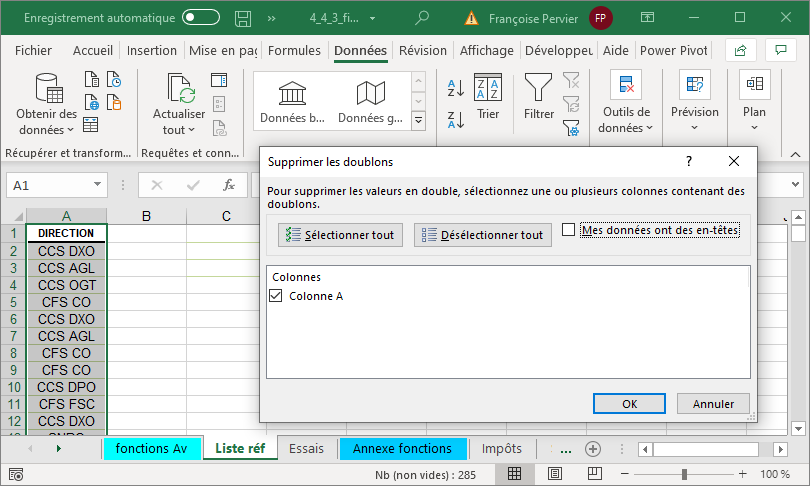 Enregistrement automatique
4_4_3_fi...
Françoise Pervier
FP
Fichier Accueil Insertion Mise en paç Formules Données Révision Affichage Développeu Aide Power Pivot
Obtenir des données
Actualiser tout
Données b...
Données g...
Trier
Filtrer
Outils de données
Prévision
Plan
Récupérer et transform...
Requêtes et conn...
A1
fx
Supprimer les doublons
? ×
Pour supprimer les valeurs en double, sélectionnez une ou plusieurs colonnes contenant des
doublons.
Sélectionner tout
Désélectionner tout
Mes données ont des en-têtes
Colonnes
Colonne A
OK
Annuler
A B C
1 DIRECTION
2 CCS DXO
3 CCS AGL
4 CCS OGT
5 CFS CO
6 CCS DXO
7 CCS AGL
8 CFS CO
9 CFS CO
10 CCS DPO
11 CFS FSC
12 CCS DXO
fonctions Av Liste réf Essais Annexe fonctions Impôts ...
Nb (non vides) : 285
100 %